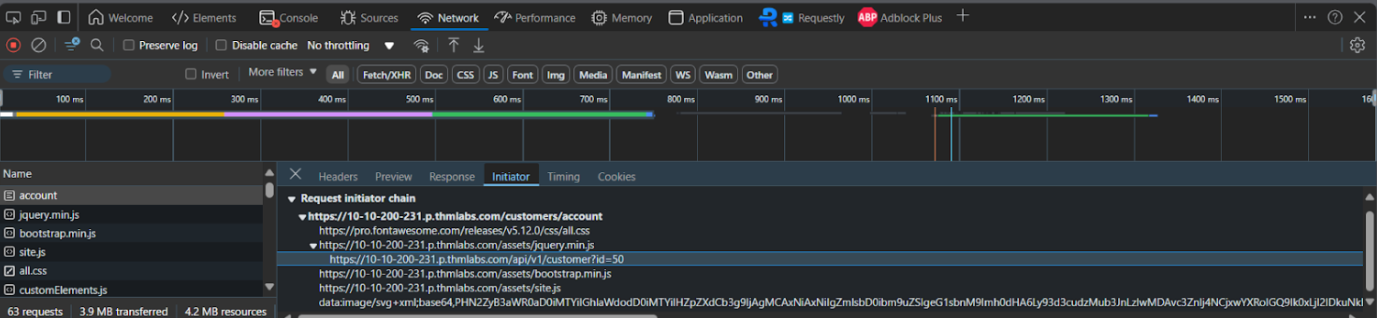 Welcome Elements Console Sources Network Performance Memory Application Requestly ABP Adblock Plus
Preserve log Disable cache No throttling
Filter Invert More filters All Fetch/XHR Doc CSS JS Font Img Media Manifest WS Wasm Other
100 ms 200 ms 300 ms 400 ms 500 ms 600 ms 700 ms 800 ms 900 ms 1000 ms 1100 ms 1200 ms 1300 ms 1400 ms 1500 ms
Name
Headers Preview Response Initiator Timing Cookies
account
Request initiator chain
jquery.min.js
https://10-10-200-231.p.thmlabs.com/customers/account
bootstrap.min.js
https://pro.fontawesome.com/releases/v5.12.0/css/all.css
site.js
https://10-10-200-231.p.thmlabs.com/assets/jquery.min.js
https://10-10-200-231.p.thmlabs.com/api/v1/customer?id=50
all.css
https://10-10-200-231.p.thmlabs.com/assets/bootstrap.min.js
customElements.js
https://10-10-200-231.p.thmlabs.com/assets/site.js
63 requests 3.9 MB transferred 4.2 MB resources